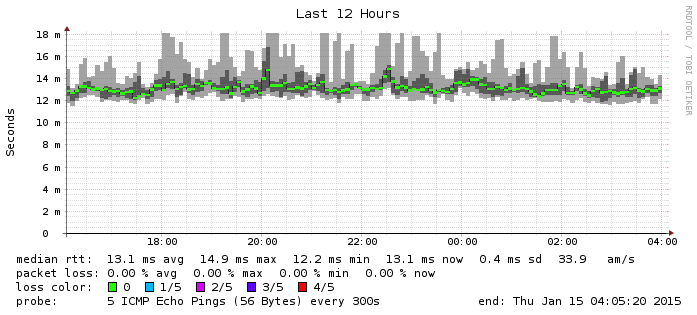 Last 12 Hours
RRDTOOL / TOBI OETIKER
Seconds
18 m
16 m
14 m
12 m
10 m
8 m
6 m
4 m
2 m
0
18:00 20:00 22:00 00:00 02:00 04:00
median rtt: 13.1 ms avg 14.9 ms max 12.2 ms min 13.1 ms now 0.4 ms sd 33.9 am/s
packet loss: 0.00 % avg 0.00 % max 0.00 % min 0.00 % now
loss color: 0 1/5 2/5 3/5 4/5
probe: 5 ICMP Echo Pings (56 Bytes) every 300s end: Thu Jan 15 04:05:20 2015